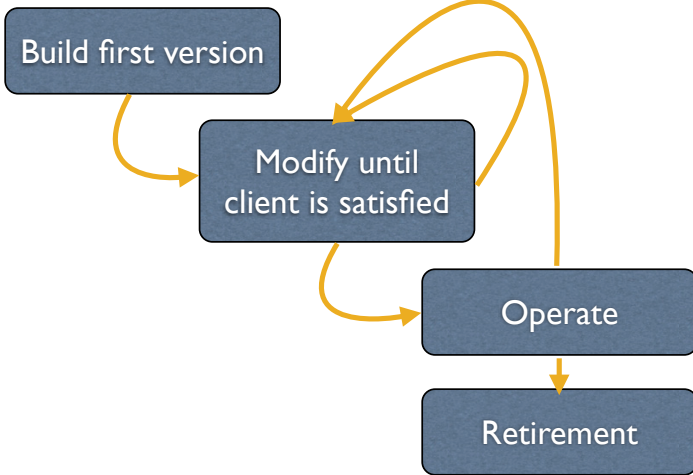 Build first version
Modify until
client is satisfied
Operate
Retirement